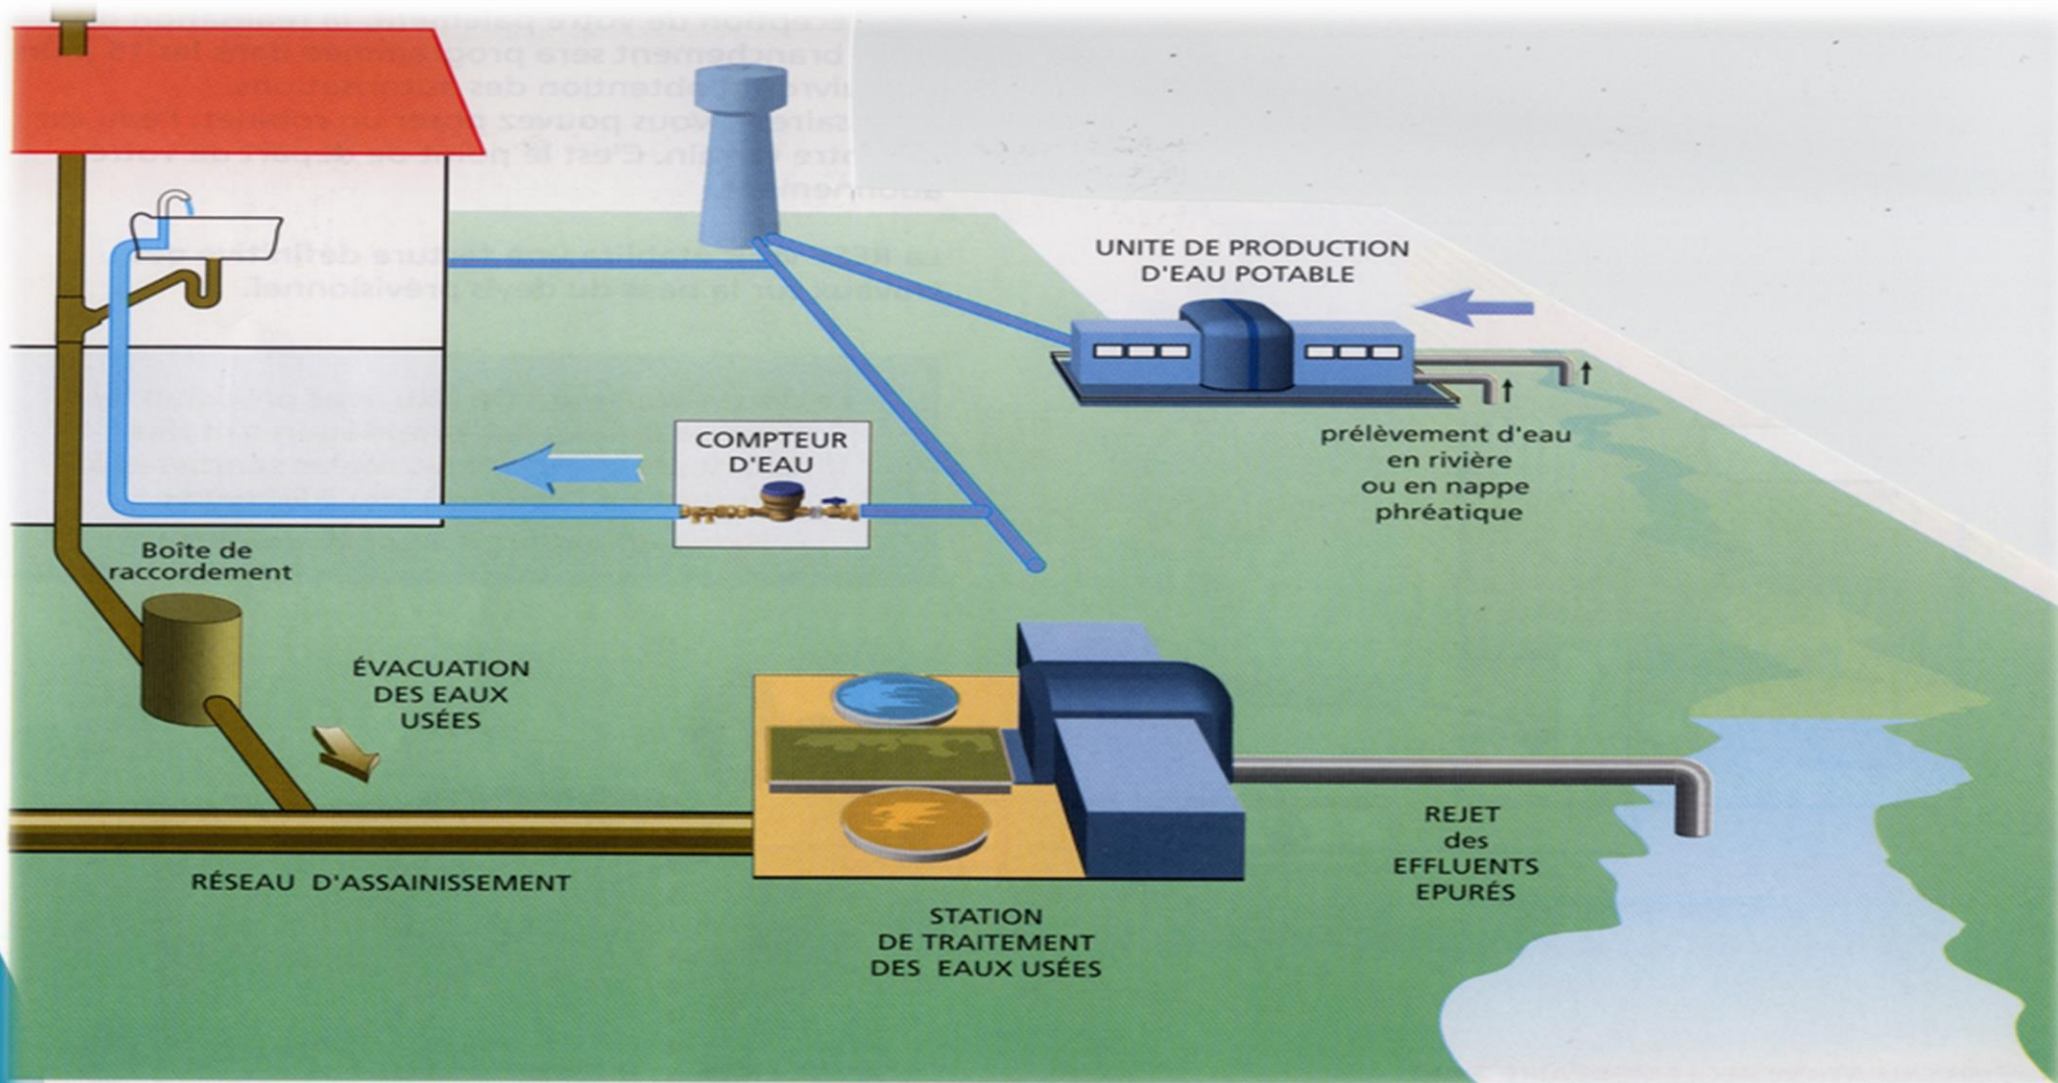 UNITE DE PRODUCTION
D'EAU POTABLE
COMPTEUR
D'EAU
prélèvement d'eau
en rivière
ou en nappe
phréatique
Boîte de
raccordement
ÉVACUATION
DES EAUX
USÉES
RÉSEAU D'ASSAINISSEMENT
STATION
DE TRAITEMENT
DES EAUX USÉES
REJET
des
EFFLUENTS
EPURÉS